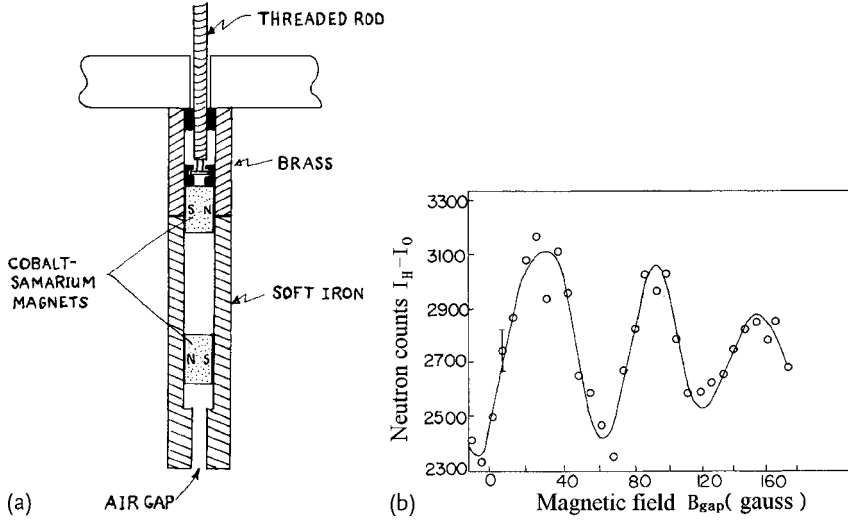 THREADED ROD
BRASS
S N
COBALT-
SAMARIUM
MAGNETS
SOFT IRON
N S
AIR GAP
(a)
3300
3100
2900
2700
2500
2300
Neutron counts I_H-I_O
0 40 80 120 160
Magnetic field B_gap( gauss)
(b)